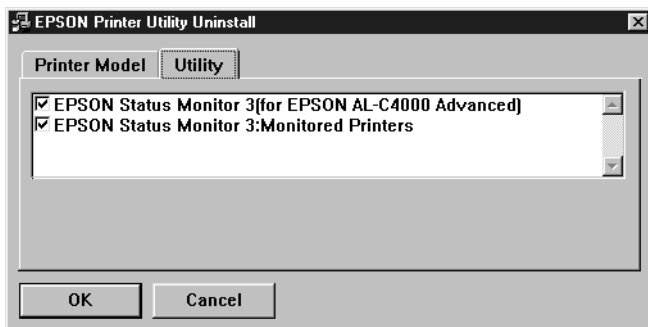 EPSON Printer Utility Uninstall
Printer Model
Utility
EPSON Status Monitor 3(for EPSON AL-C4000 Advanced)
EPSON Status Monitor 3:Monitored Printers
OK
Cancel